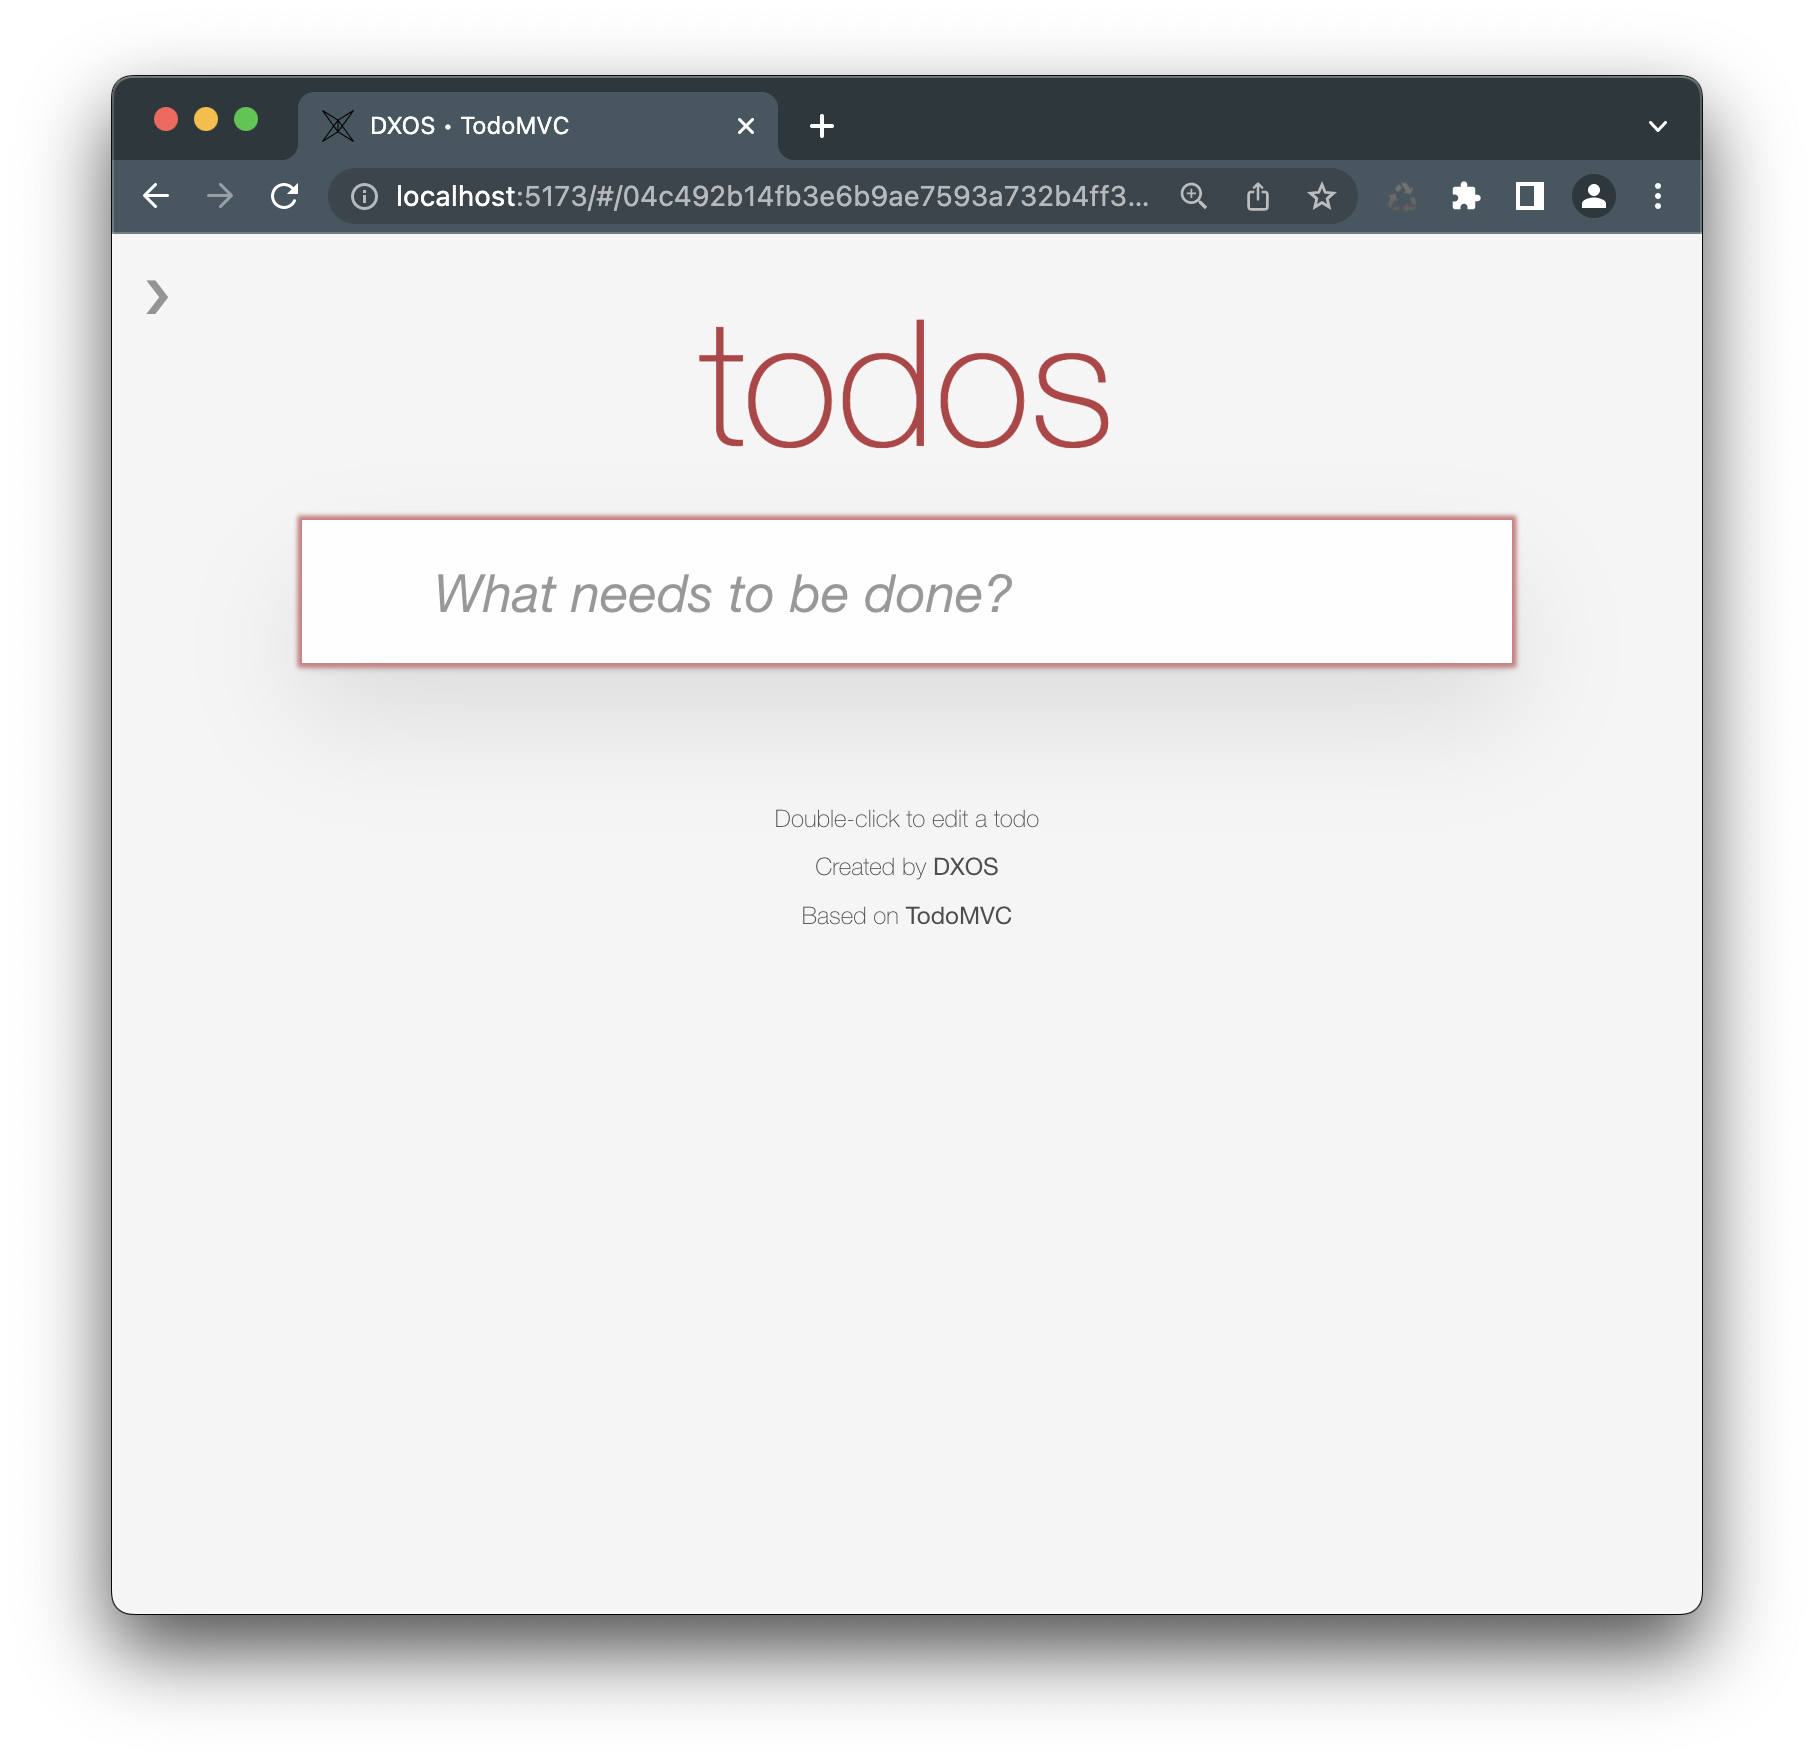 DXOS • TodoMVC
localhost:5173/#/04c492b14fb3e6b9ae7593a732b4ff3...
todos
What needs to be done?
Double-click to edit a todo
Created by DXOS
Based on TodoMVC